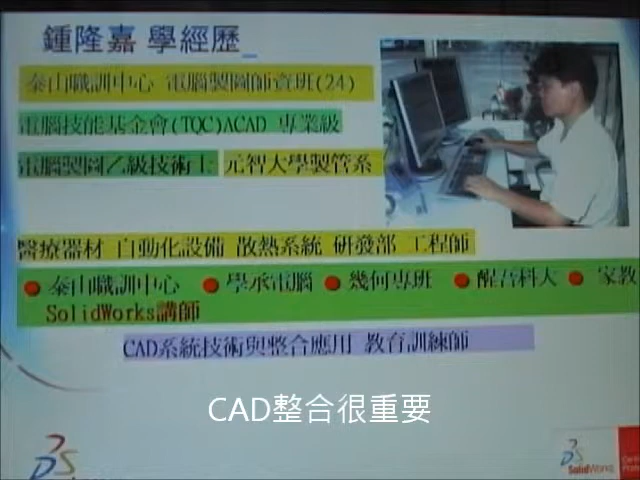 鍾隆嘉 學經歷
泰山職訓中心 電腦製圖師資班(24)
電腦技能基金會(TQC)ACAD 專業級
電腦製圖乙級技術士 元智大學製管系
醫療器材 自動化設備 散熱系統 研發部 工程師
泰山職訓中心 學承電腦 幾何專班 醒吾科大 家教
SolidWorks講師
CAD系統技術與整合應用 教育訓練師
CAD整合很重要
SolidWorks